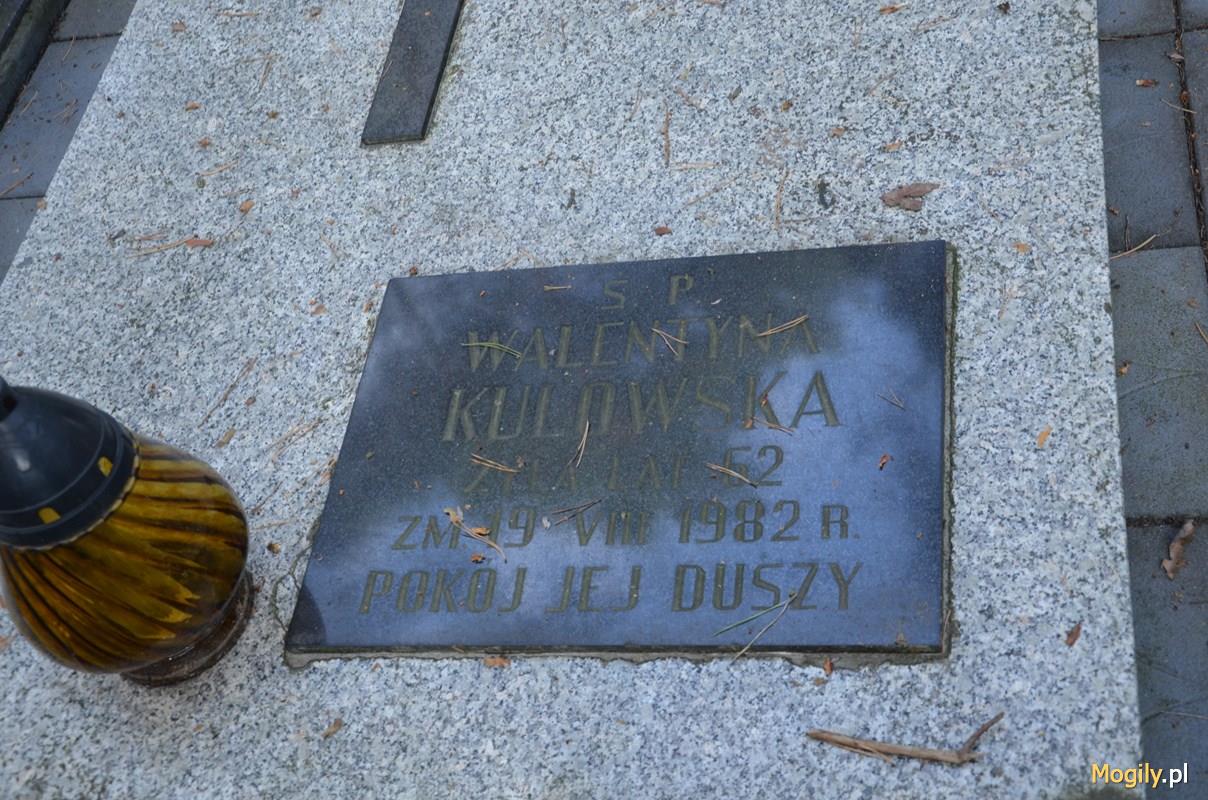 S P
WALENTYNA
KULOWSKA
ŻYŁA LAT 62
ZM 19 VIII 1982 R.
POKÓJ JEJ DUSZY
Mogily.pl